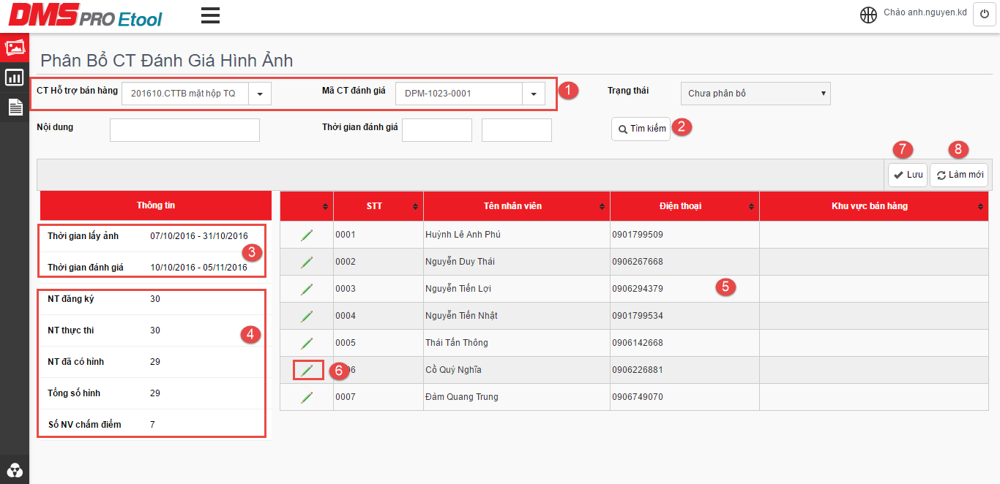 DMS PRO Etool
Chào anh.nguyen.kd
Phân Bổ CT Đánh Giá Hình Ảnh
CT Hỗ trợ bán hàng 201610.CTTB mặt hộp TQ Mã CT đánh giá DPM-1023-0001 1 Trạng thái Chưa phân bổ
Nội dung Thời gian đánh giá Tìm kiếm 2
7 8
Lưu Làm mới
Thông tin
STT Tên nhân viên Điện thoại Khu vực bán hàng
Thời gian lấy ảnh 07/10/2016 - 31/10/2016
3
Thời gian đánh giá 10/10/2016 - 05/11/2016
NT đăng ký 30
NT thực thi 30
4
NT đã có hình 29
Tổng số hình 29
Số NV chấm điểm 7
0001 Huỳnh Lê Anh Phú 0901799509
0002 Nguyễn Duy Thái 0906267668
0003 Nguyễn Tiến Lợi 0906294379 5
0004 Nguyễn Tiến Nhật 0901799534
0005 Thái Tấn Thông 0906142668
6 6 Cồ Quý Nghĩa 0906226881
0007 Đàm Quang Trung 0906749070